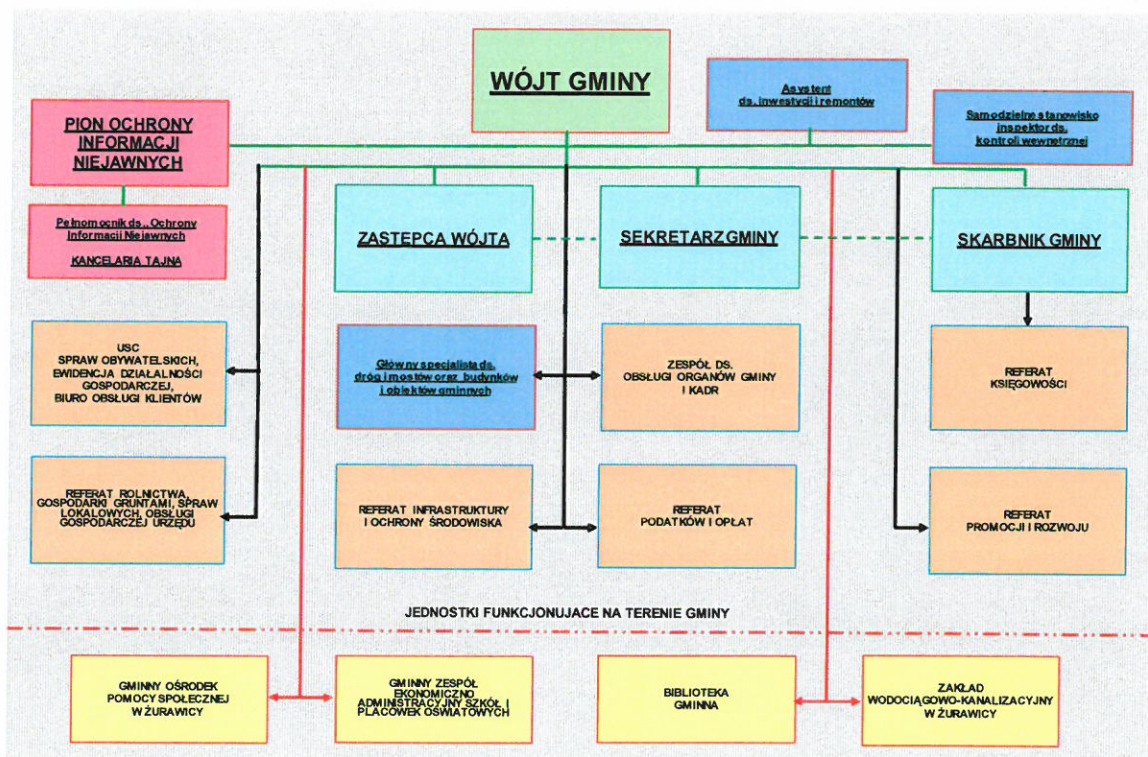 WÓJT GMINY
Asystent
ds. inwestycji i remontów
Samodzielne stanowisko
inspektor ds.
kontroli wewnętrznej
PION OCHRONY
INFORMACJI
NIEJAWNYCH
Pełnomocnik ds.. Ochrony
Informacji Niejawnych
KANCELARIA TAJNA
ZASTEPCA WÓJTA
SEKRETARZ GMINY
SKARBNIK GMINY
USC
SPRAW OBYWATELSKICH,
EWIDENCJA DZIAŁALNOŚCI
GOSPODARCZEJ,
BIURO OBSŁUGI KLIENTÓW
Główny specjalista ds.
dróg i mostów oraz budynków
i obiektów gminnych
ZESPÓŁ DS.
OBSŁUGI ORGANÓW GMINY
I KADR
REFERAT
KSIĘGOWOŚCI
REFERAT ROLNICTWA,
GOSPODARKI GRUNTAMI, SPRAW
LOKALOWYCH, OBSŁUGI
GOSPODARCZEJ URZĘDU
REFERAT INFRASTRUKTURY
I OCHRONY ŚRODOWISKA
REFERAT
PODATKÓW I OPŁAT
REFERAT
PROMOCJI I ROZWOJU
JEDNOSTKI FUNKCJONUJACE NA TERENIE GMINY
GMINNY OŚRODEK
POMOCY SPOŁECZNEJ
W ŻURAWICY
GMINNY ZESPÓŁ
EKONOMICZNO
ADMINISTRACYJNY SZKÓŁ I
PLACÓWEK OŚWIATOWYCH
BIBLIOTEKA
GMINNA
ZAKŁAD
WODOCIĄGOWO-KANALIZACYJNY
W ŻURAWICY